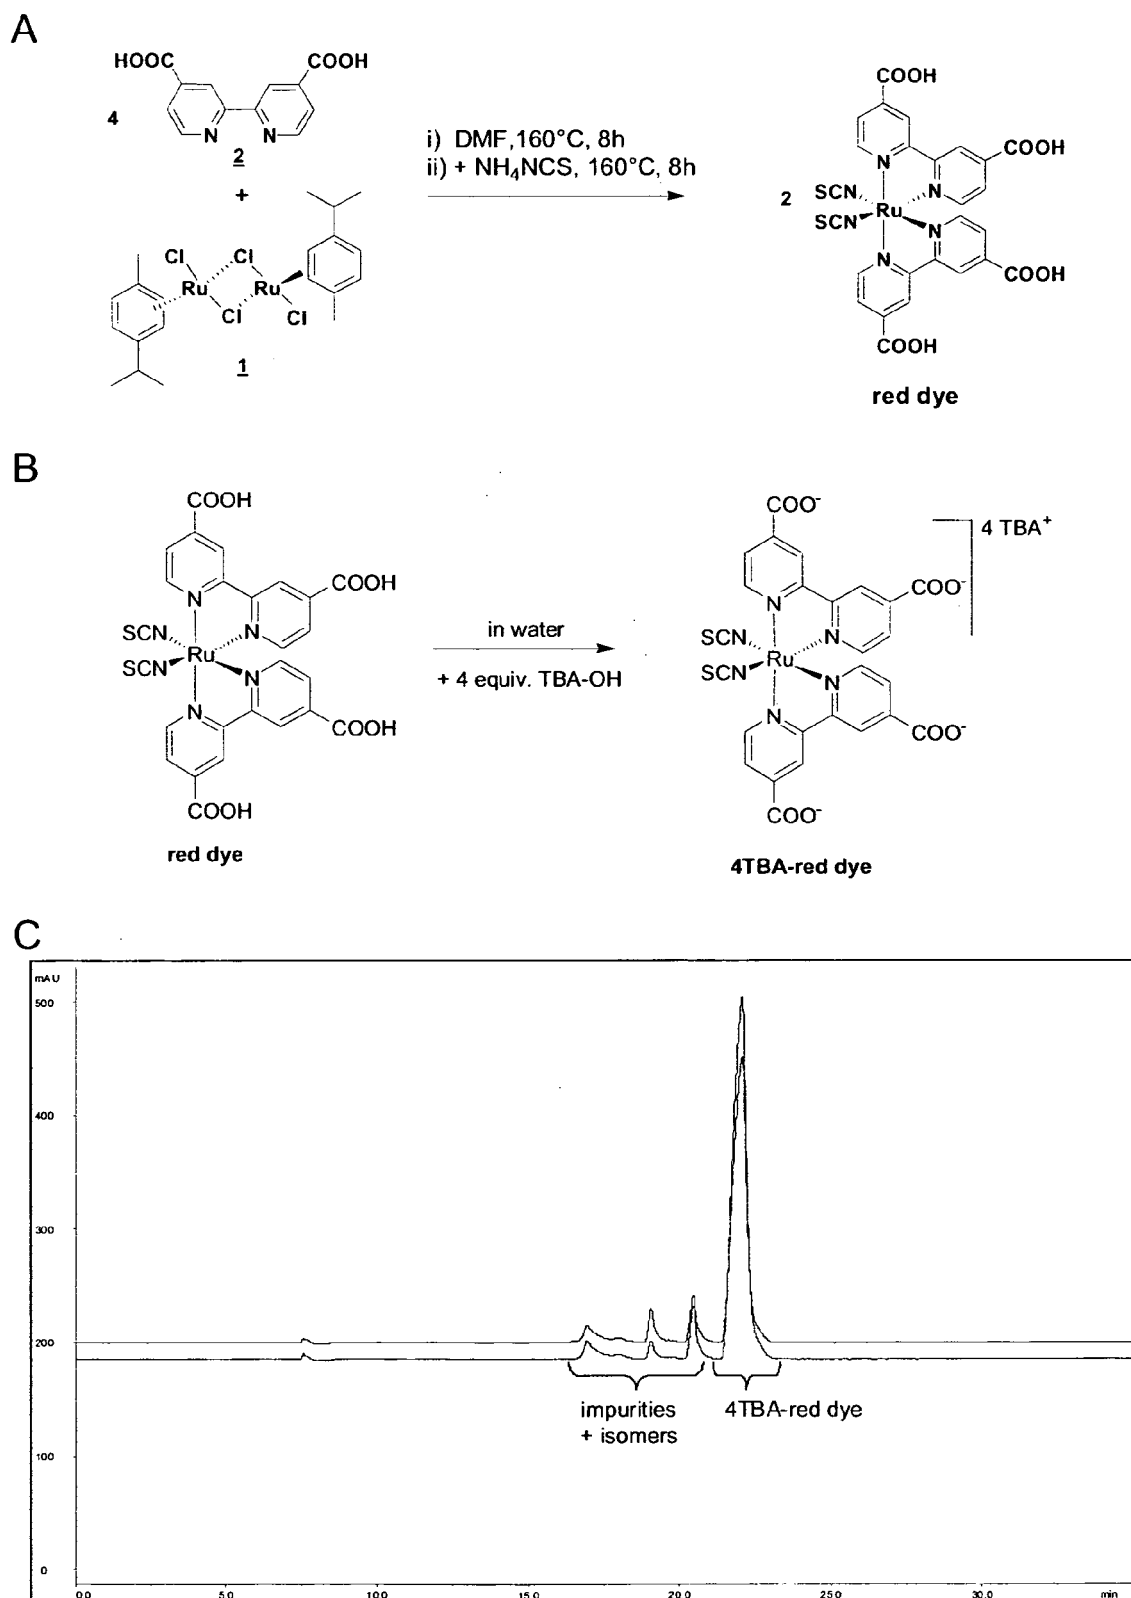 A
HOOC
COOH
4
N
N
2
+
Cl
Cl
Ru
Ru
Cl
Cl
1
i) DMF,160°C, 8h
ii) + NH₄NCS, 160°C, 8h
2
COOH
COOH
N
SCN
N
Ru
SCN
N
N
COOH
COOH
red dye
B
COOH
COOH
N
SCN
N
Ru
SCN
N
N
COOH
COOH
red dye
in water
+ 4 equiv. TBA-OH
COO⁻
4 TBA⁺
COO⁻
N
SCN
N
Ru
SCN
N
N
COO⁻
COO⁻
4TBA-red dye
C
mAU
500
400
300
200
100
0
0.0
5.0
10.0
15.0
20.0
25.0
30.0
min
impurities
+ isomers
4TBA-red dye